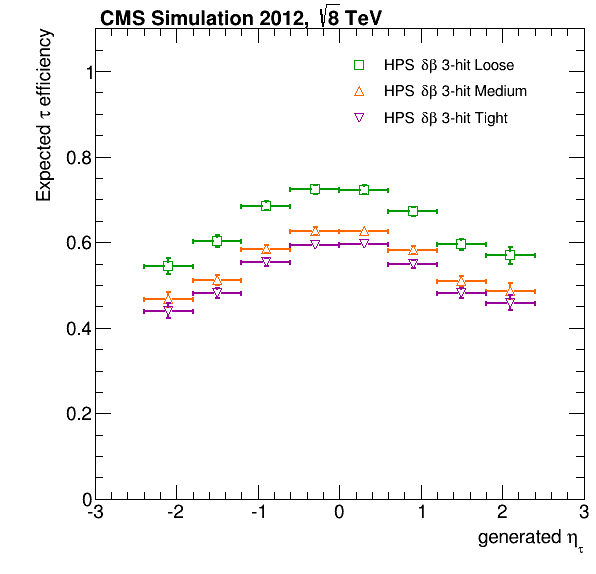 CMS Simulation 2012, √8 TeV
Expected τ efficiency
HPS δβ 3-hit Loose
HPS δβ 3-hit Medium
HPS δβ 3-hit Tight
1
0.8
0.6
0.4
0.2
0
-3 -2 -1 0 1 2 3
generated ητ